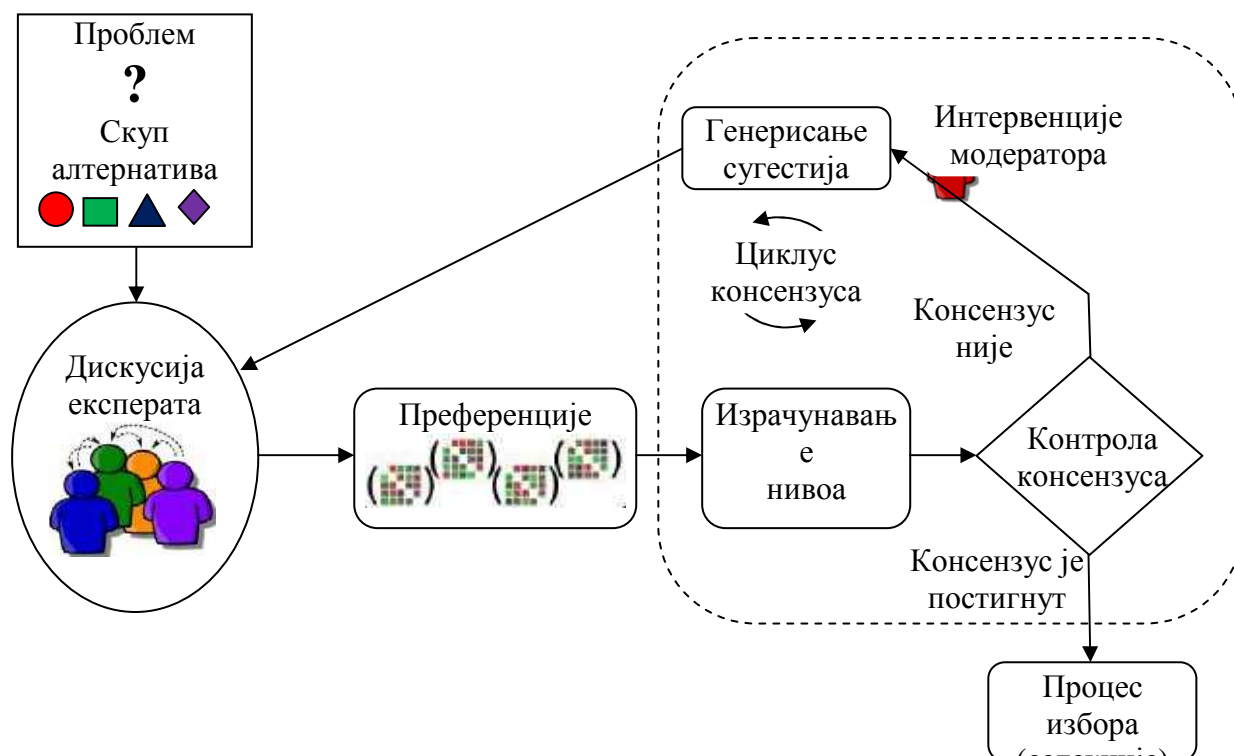 Проблем
?
Скуп
алтернатива
Дискусија
експерата
Преференције
Генерисање
сугестија
Интервенције
модератора
Циклус
консензуса
Консензус
није
Израчунавањ
е
нивоа
Контрола
консензуса
Консензус је
постигнут
Процес
избора